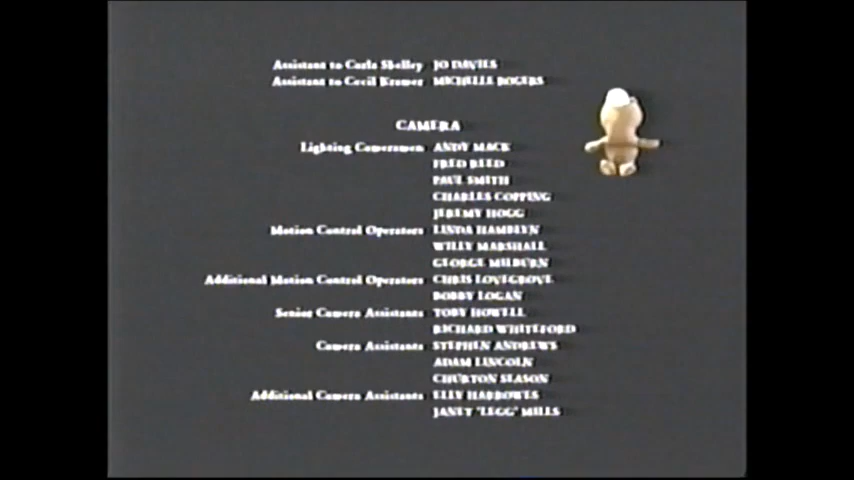 Assistant to Carla Shelley JO DAVIES
Assistant to Cecil Kramer MICHELLE ROGERS
CAMERA
Lighting Cameramen ANDY MACK
FRED REED
PAUL SMITH
CHARLES COPPING
JEREMY HOGG
Motion Control Operators LINDA HAMBLYN
WILLY MARSHALL
GEORGE MILBURN
Additional Motion Control Operators CHRIS LOVEGROVE
BOBBY LOGAN
Senior Camera Assistants TOBY HOWELL
RICHARD WHITEFORD
Camera Assistants STEPHEN ANDREWS
ADAM LINCOLN
CHURTON SEASON
Additional Camera Assistants ELLY HARROWES
JANEY "LEGG" MILLS